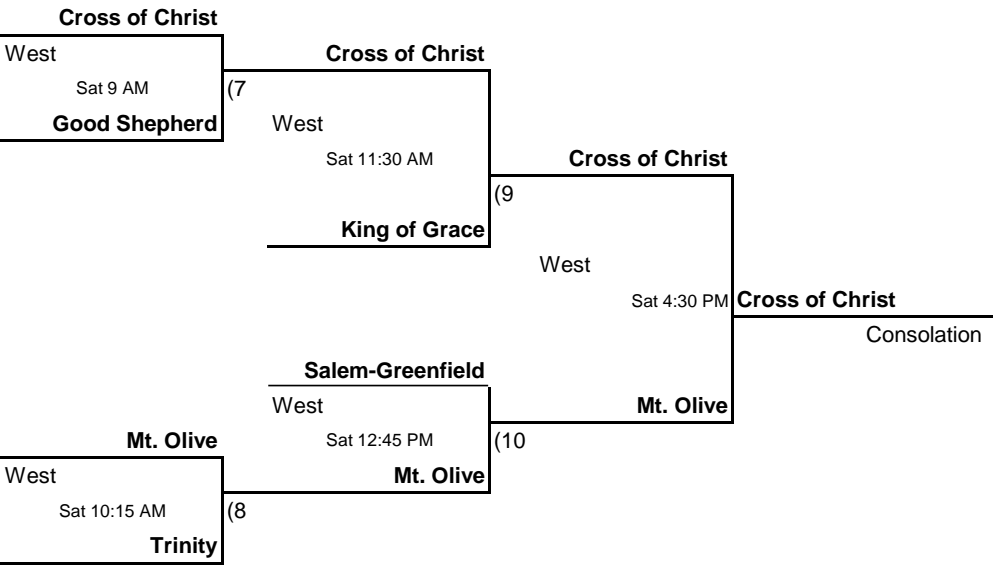 Cross of Christ
West
Cross of Christ
Sat 9 AM
(7
Good Shepherd
West
Sat 11:30 AM
Cross of Christ
(9
King of Grace
West
Sat 4:30 PM
Cross of Christ
Consolation
Salem-Greenfield
West
Mt. Olive
Mt. Olive
Sat 12:45 PM
(10
West
Mt. Olive
Sat 10:15 AM
(8
Trinity